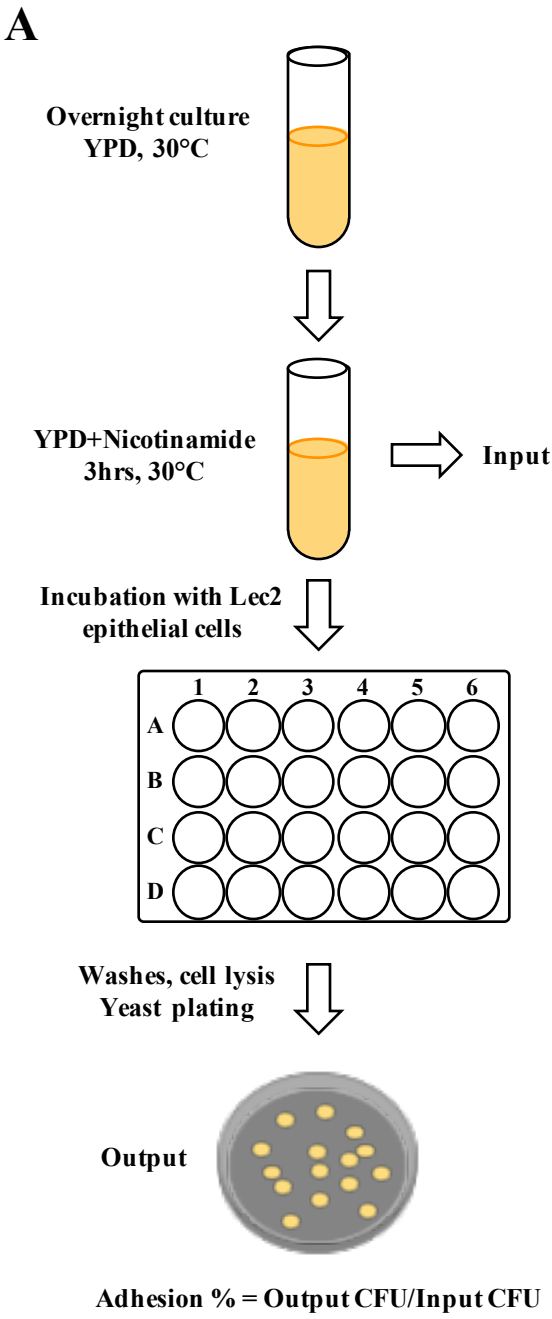 A
Overnight culture
YPD, 30°C
YPD+Nicotinamide
3hrs, 30°C
Input
Incubation with Lec2
epithelial cells
1 2 3 4 5 6
A
B
C
D
Washes, cell lysis
Yeast plating
Output
Adhesion % = Output CFU/Input CFU